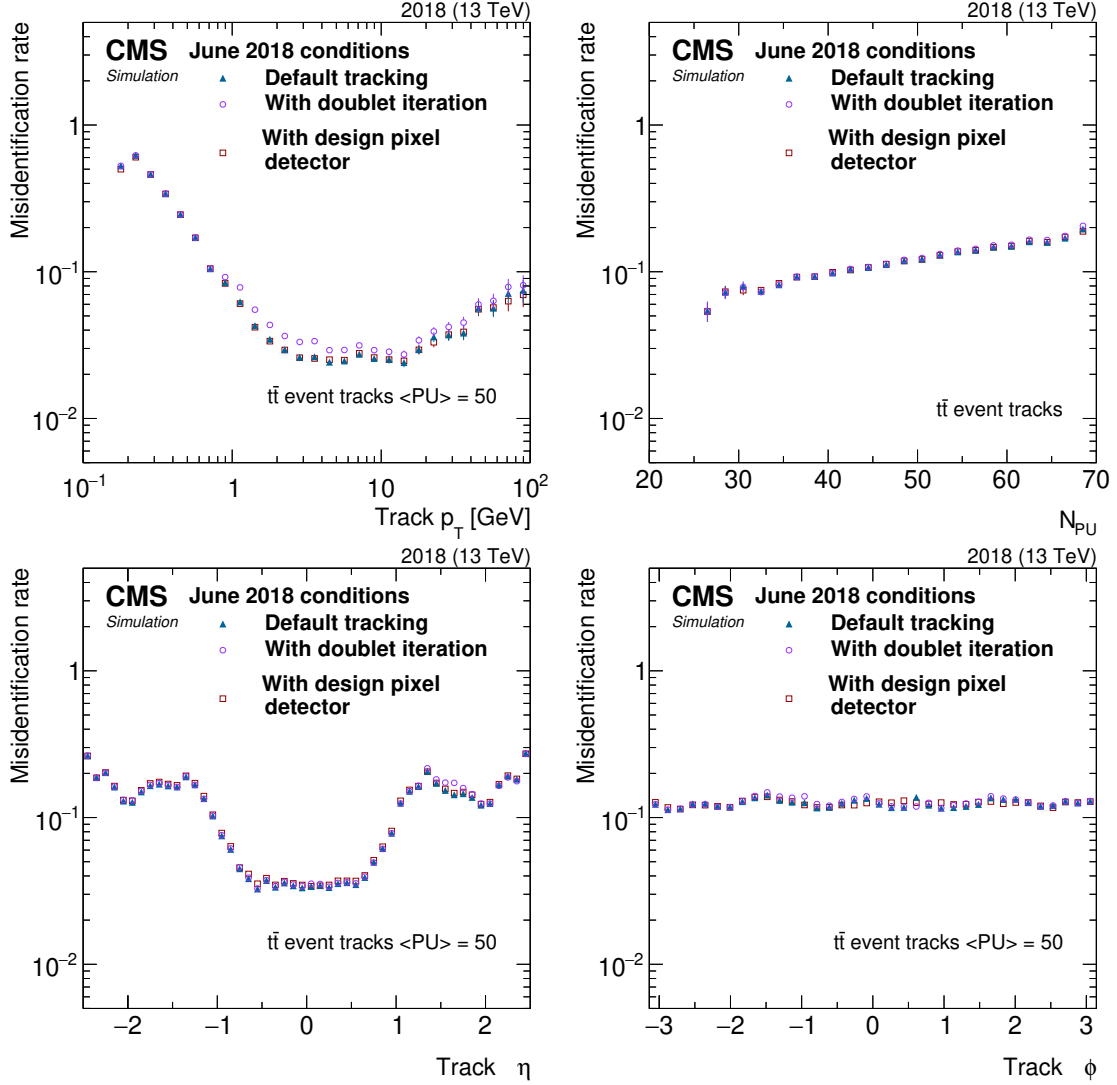 2018 (13 TeV)
Misidentification rate
CMS June 2018 conditions
Simulation
Default tracking
With doublet iteration
With design pixel
detector
1
10⁻¹
10⁻²
tt̄ event tracks <PU> = 50
10⁻¹ 1 10 10²
Track p_T [GeV]
2018 (13 TeV)
Misidentification rate
CMS June 2018 conditions
Simulation
Default tracking
With doublet iteration
With design pixel
detector
1
10⁻¹
10⁻²
tt̄ event tracks
20 30 40 50 60 70
N_PU
2018 (13 TeV)
Misidentification rate
CMS June 2018 conditions
Simulation
Default tracking
With doublet iteration
With design pixel
detector
1
10⁻¹
10⁻²
tt̄ event tracks <PU> = 50
−2 −1 0 1 2
Track η
2018 (13 TeV)
Misidentification rate
CMS June 2018 conditions
Simulation
Default tracking
With doublet iteration
With design pixel
detector
1
10⁻¹
10⁻²
tt̄ event tracks <PU> = 50
−3 −2 −1 0 1 2 3
Track ϕ